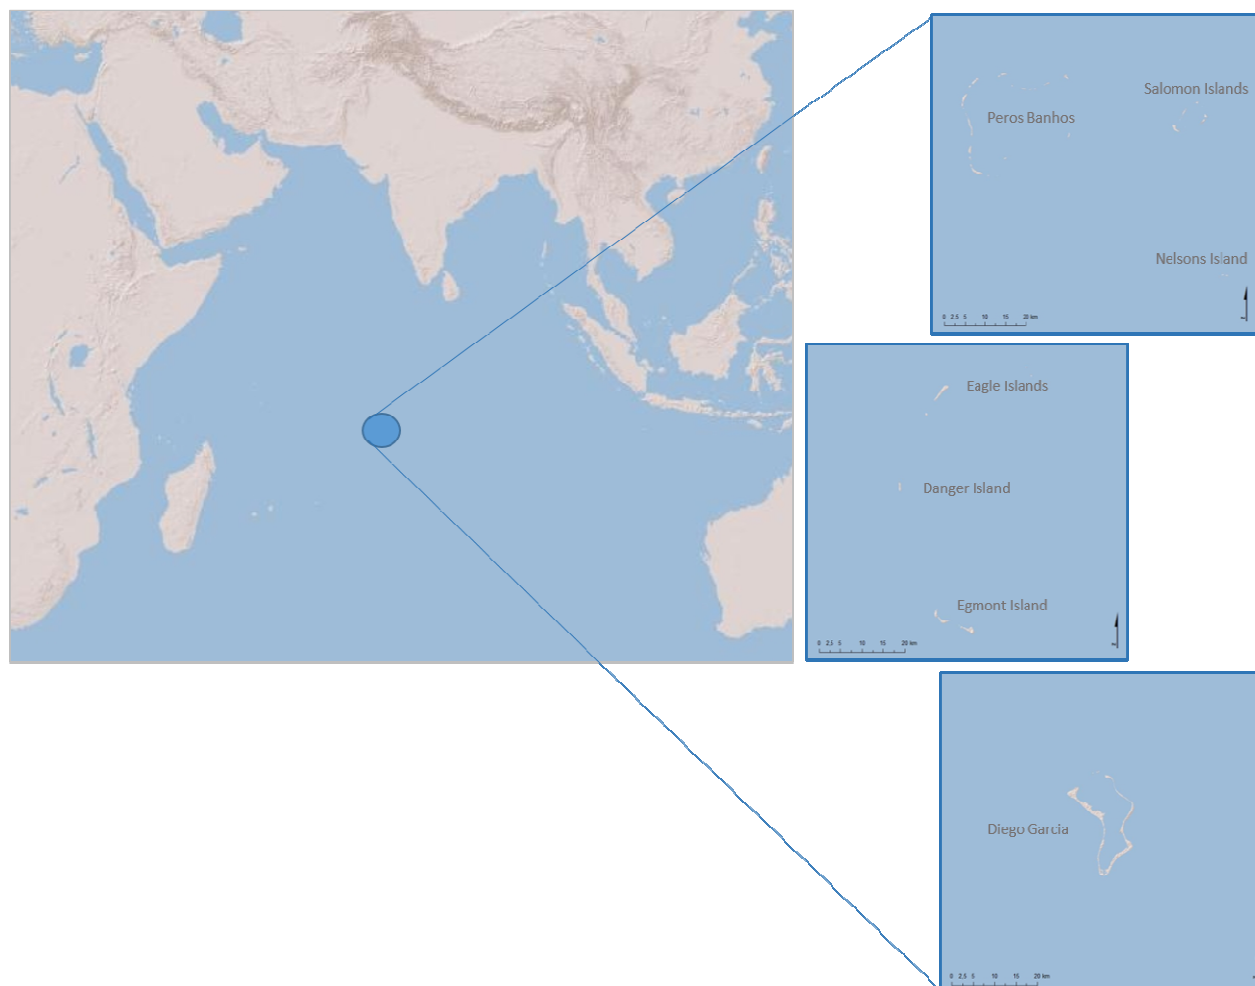 Salomon Islands
Peros Banhos
Nelsons Island
0 2.5 5 10 15 20 km
Eagle Islands
Danger Island
Egmont Island
0 2.5 5 10 15 20 km
Diego Garcia
0 2.5 5 10 15 20 km